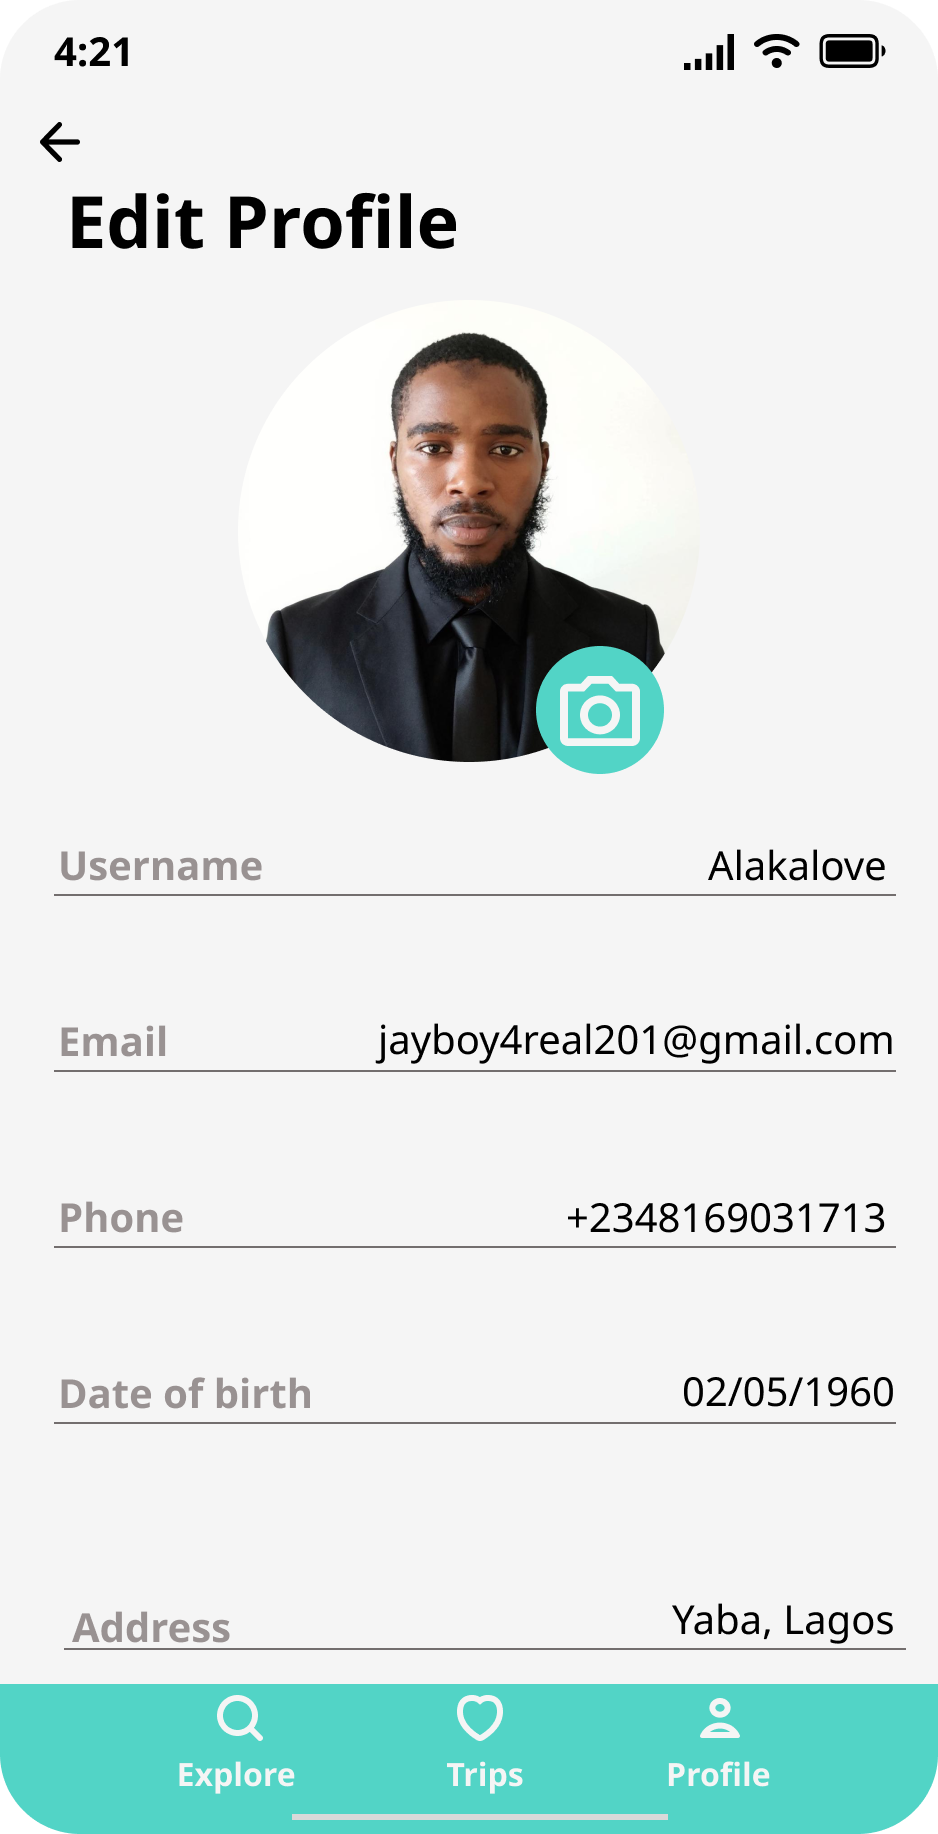 4:21
Edit Profile
Username Alakalove
Email jayboy4real201@gmail.com
Phone +2348169031713
Date of birth 02/05/1960
Address Yaba, Lagos
Explore Trips Profile